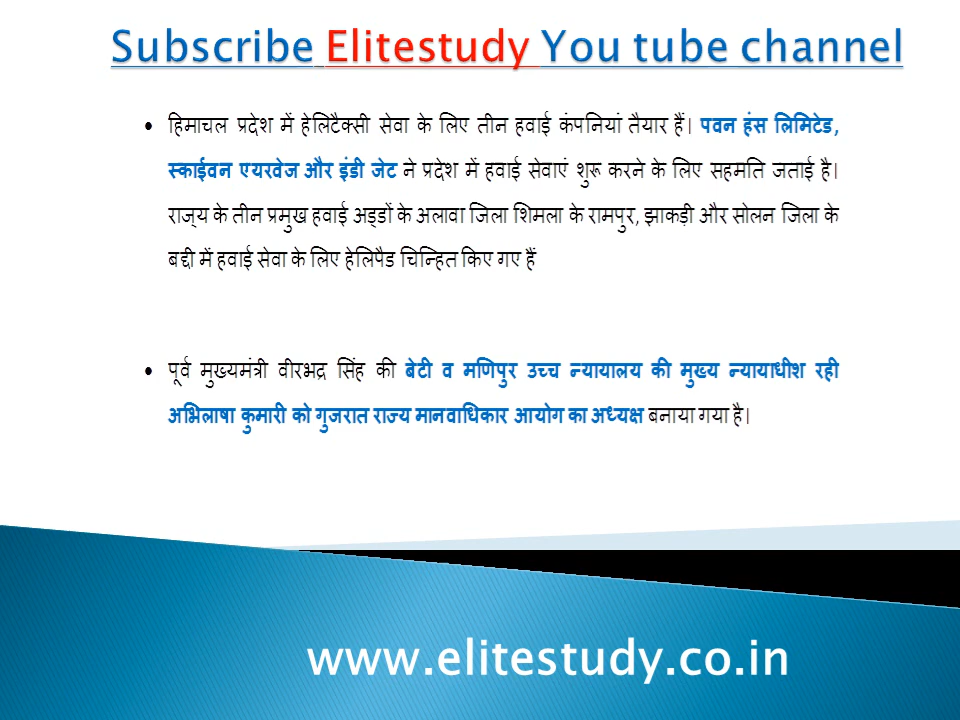 Subscribe Elitestudy You tube channel
• हिमाचल प्रदेश में हेलिटैक्सी सेवा के लिए तीन हवाई कंपनियां तैयार हैं। पवन हंस लिमिटेड,
स्काईवन एयरवेज और इंडी जेट ने प्रदेश में हवाई सेवाएं शुरू करने के लिए सहमति जताई है।
राज्य के तीन प्रमुख हवाई अड्डों के अलावा जिला शिमला के रामपुर, झाकड़ी और सोलन जिला के
बद्दी में हवाई सेवा के लिए हेलिपैड चिन्हित किए गए हैं
• पूर्व मुख्यमंत्री वीरभद्र सिंह की बेटी व मणिपुर उच्च न्यायालय की मुख्य न्यायाधीश रही
अभिलाषा कुमारी को गुजरात राज्य मानवाधिकार आयोग का अध्यक्ष बनाया गया है।
www.elitestudy.co.in